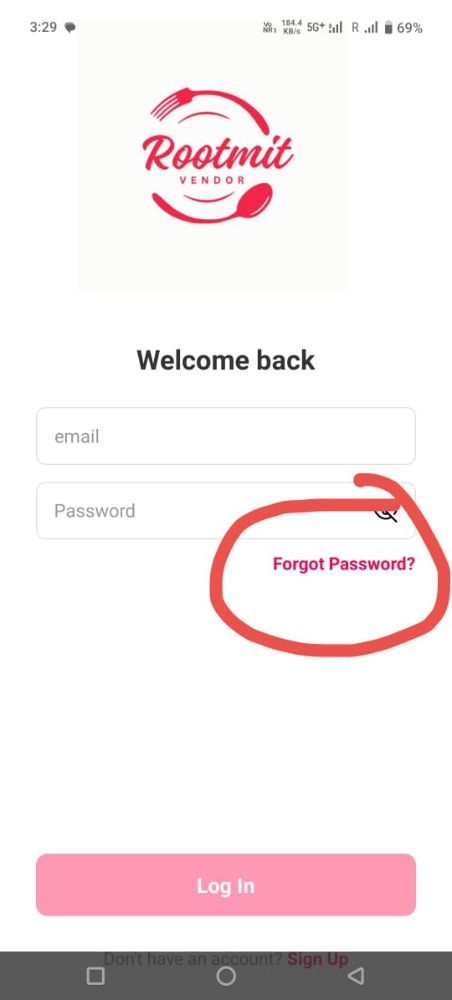 3:29 Vo NR1 184.4 KB/s 5G+ R 69%
Rootmit
VENDOR
Welcome back
email
Password
Forgot Password?
Log In
Don't have an account? Sign Up